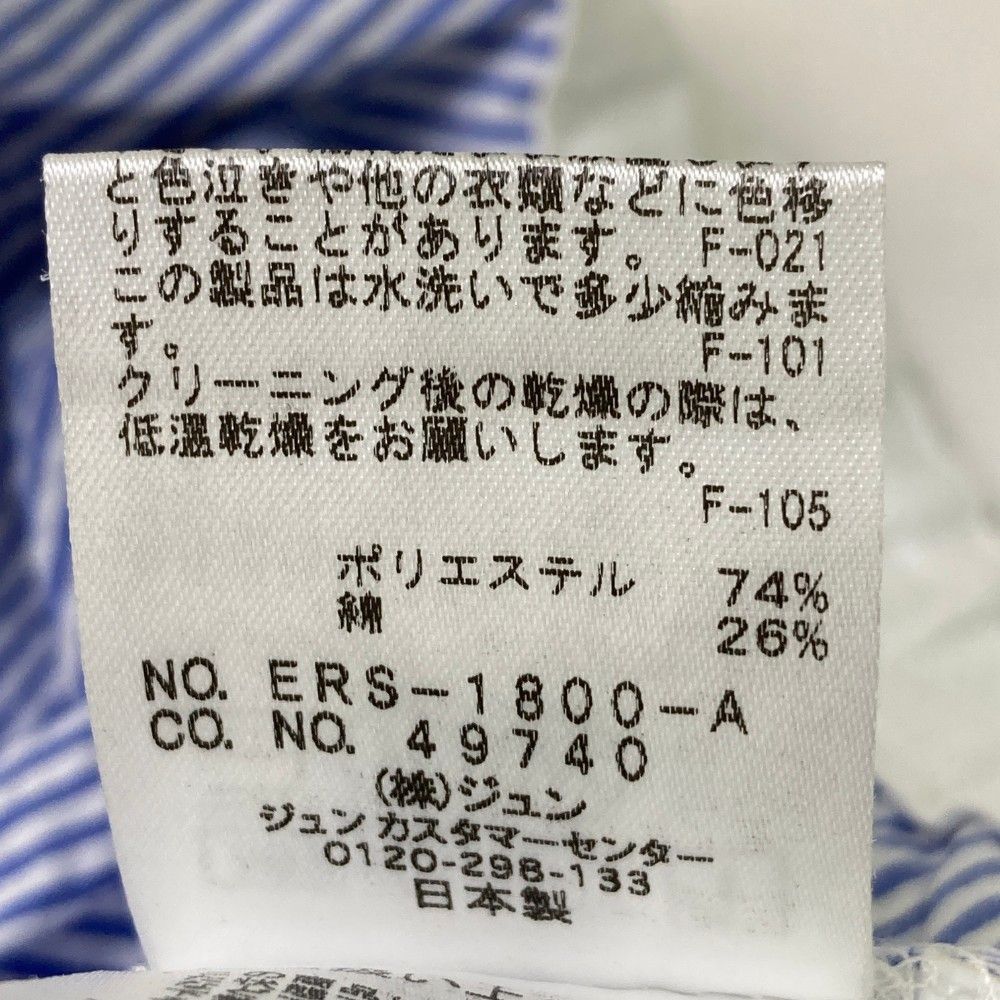 と色泣きや他の衣類などに色移
りすることがあります。 F-021
この製品は水洗いで多少縮みま
す。 F-101
クリーニング後の乾燥の際は、
低温乾燥をお願いします。
F-105
ポリエステル 74%
綿 26%
NO. ERS-1800-A
CO. NO. 49740
(株)ジュン
ジュン カスタマーセンター
0120-298-133
日本製